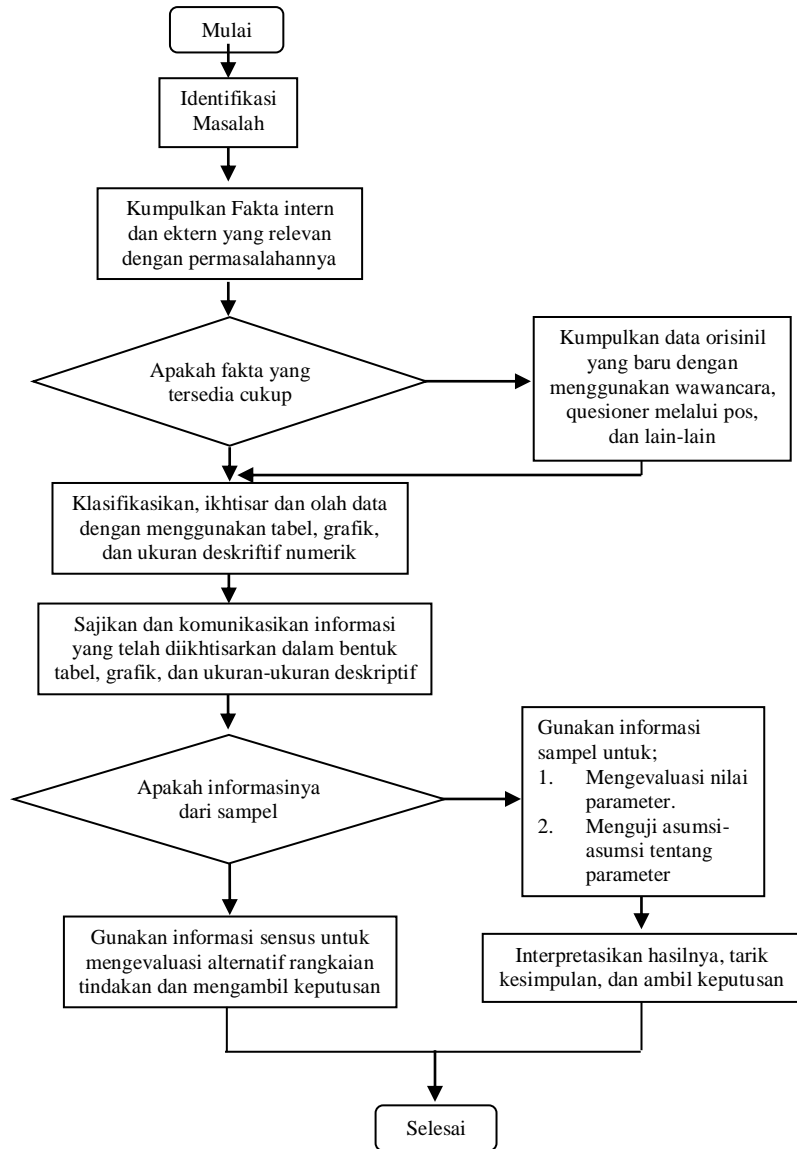 Mulai
Identifikasi
Masalah
Kumpulkan Fakta intern
dan ektern yang relevan
dengan permasalahannya
Apakah fakta yang
tersedia cukup
Kumpulkan data orisinil
yang baru dengan
menggunakan wawancara,
quesioner melalui pos,
dan lain-lain
Klasifikasikan, ikhtisar dan olah data
dengan menggunakan tabel, grafik,
dan ukuran deskriftif numerik
Sajikan dan komunikasikan informasi
yang telah diikhtisarkan dalam bentuk
tabel, grafik, dan ukuran-ukuran deskriptif
Apakah informasinya
dari sampel
Gunakan informasi
sampel untuk;
1. Mengevaluasi nilai
parameter.
2. Menguji asumsi-
asumsi tentang
parameter
Gunakan informasi sensus untuk
mengevaluasi alternatif rangkaian
tindakan dan mengambil keputusan
Interpretasikan hasilnya, tarik
kesimpulan, dan ambil keputusan
Selesai